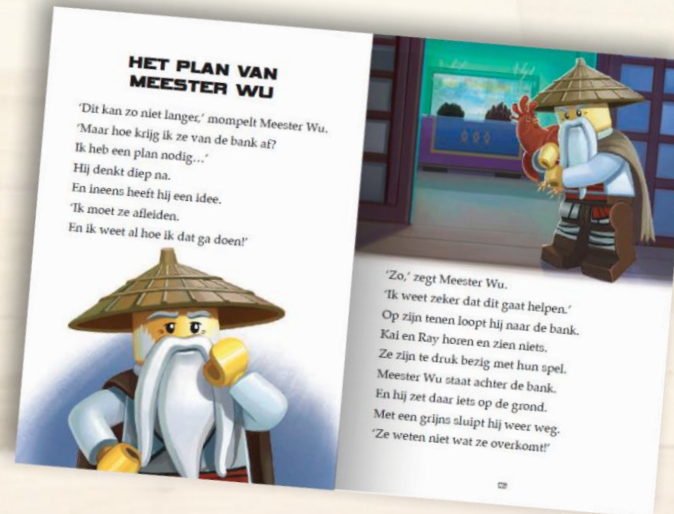 HET PLAN VAN
MEESTER WU
‘Dit kan zo niet langer,’ mompelt Meester Wu.
‘Maar hoe krijg ik ze van de bank af?
Ik heb een plan nodig…’
Hij denkt diep na.
En ineens heeft hij een idee.
‘Ik moet ze afleiden.
En ik weet al hoe ik dat ga doen!’
‘Zo,’ zegt Meester Wu.
‘Ik weet zeker dat dit gaat helpen.’
Op zijn tenen loopt hij naar de bank.
Kai en Ray horen en zien niets.
Ze zijn te druk bezig met hun spel.
Meester Wu staat achter de bank.
En hij zet daar iets op de grond.
Met een grijns sluipt hij weer weg.
‘Ze weten niet wat ze overkomt!’